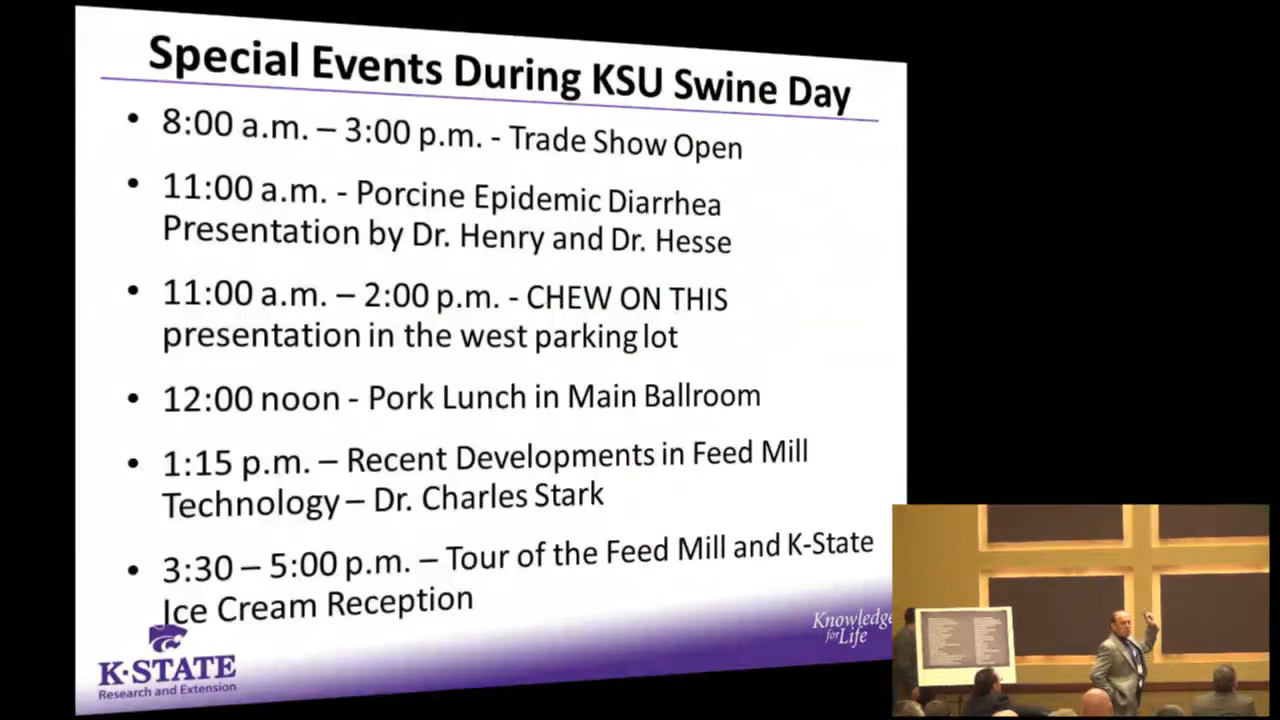 Special Events During KSU Swine Day
• 8:00 a.m. – 3:00 p.m. - Trade Show Open
• 11:00 a.m. - Porcine Epidemic Diarrhea
Presentation by Dr. Henry and Dr. Hesse
• 11:00 a.m. – 2:00 p.m. - CHEW ON THIS
presentation in the west parking lot
• 12:00 noon - Pork Lunch in Main Ballroom
• 1:15 p.m. – Recent Developments in Feed Mill
Technology – Dr. Charles Stark
• 3:30 – 5:00 p.m. – Tour of the Feed Mill and K-State
Ice Cream Reception
Knowledge
for Life
K-STATE
Research and Extension